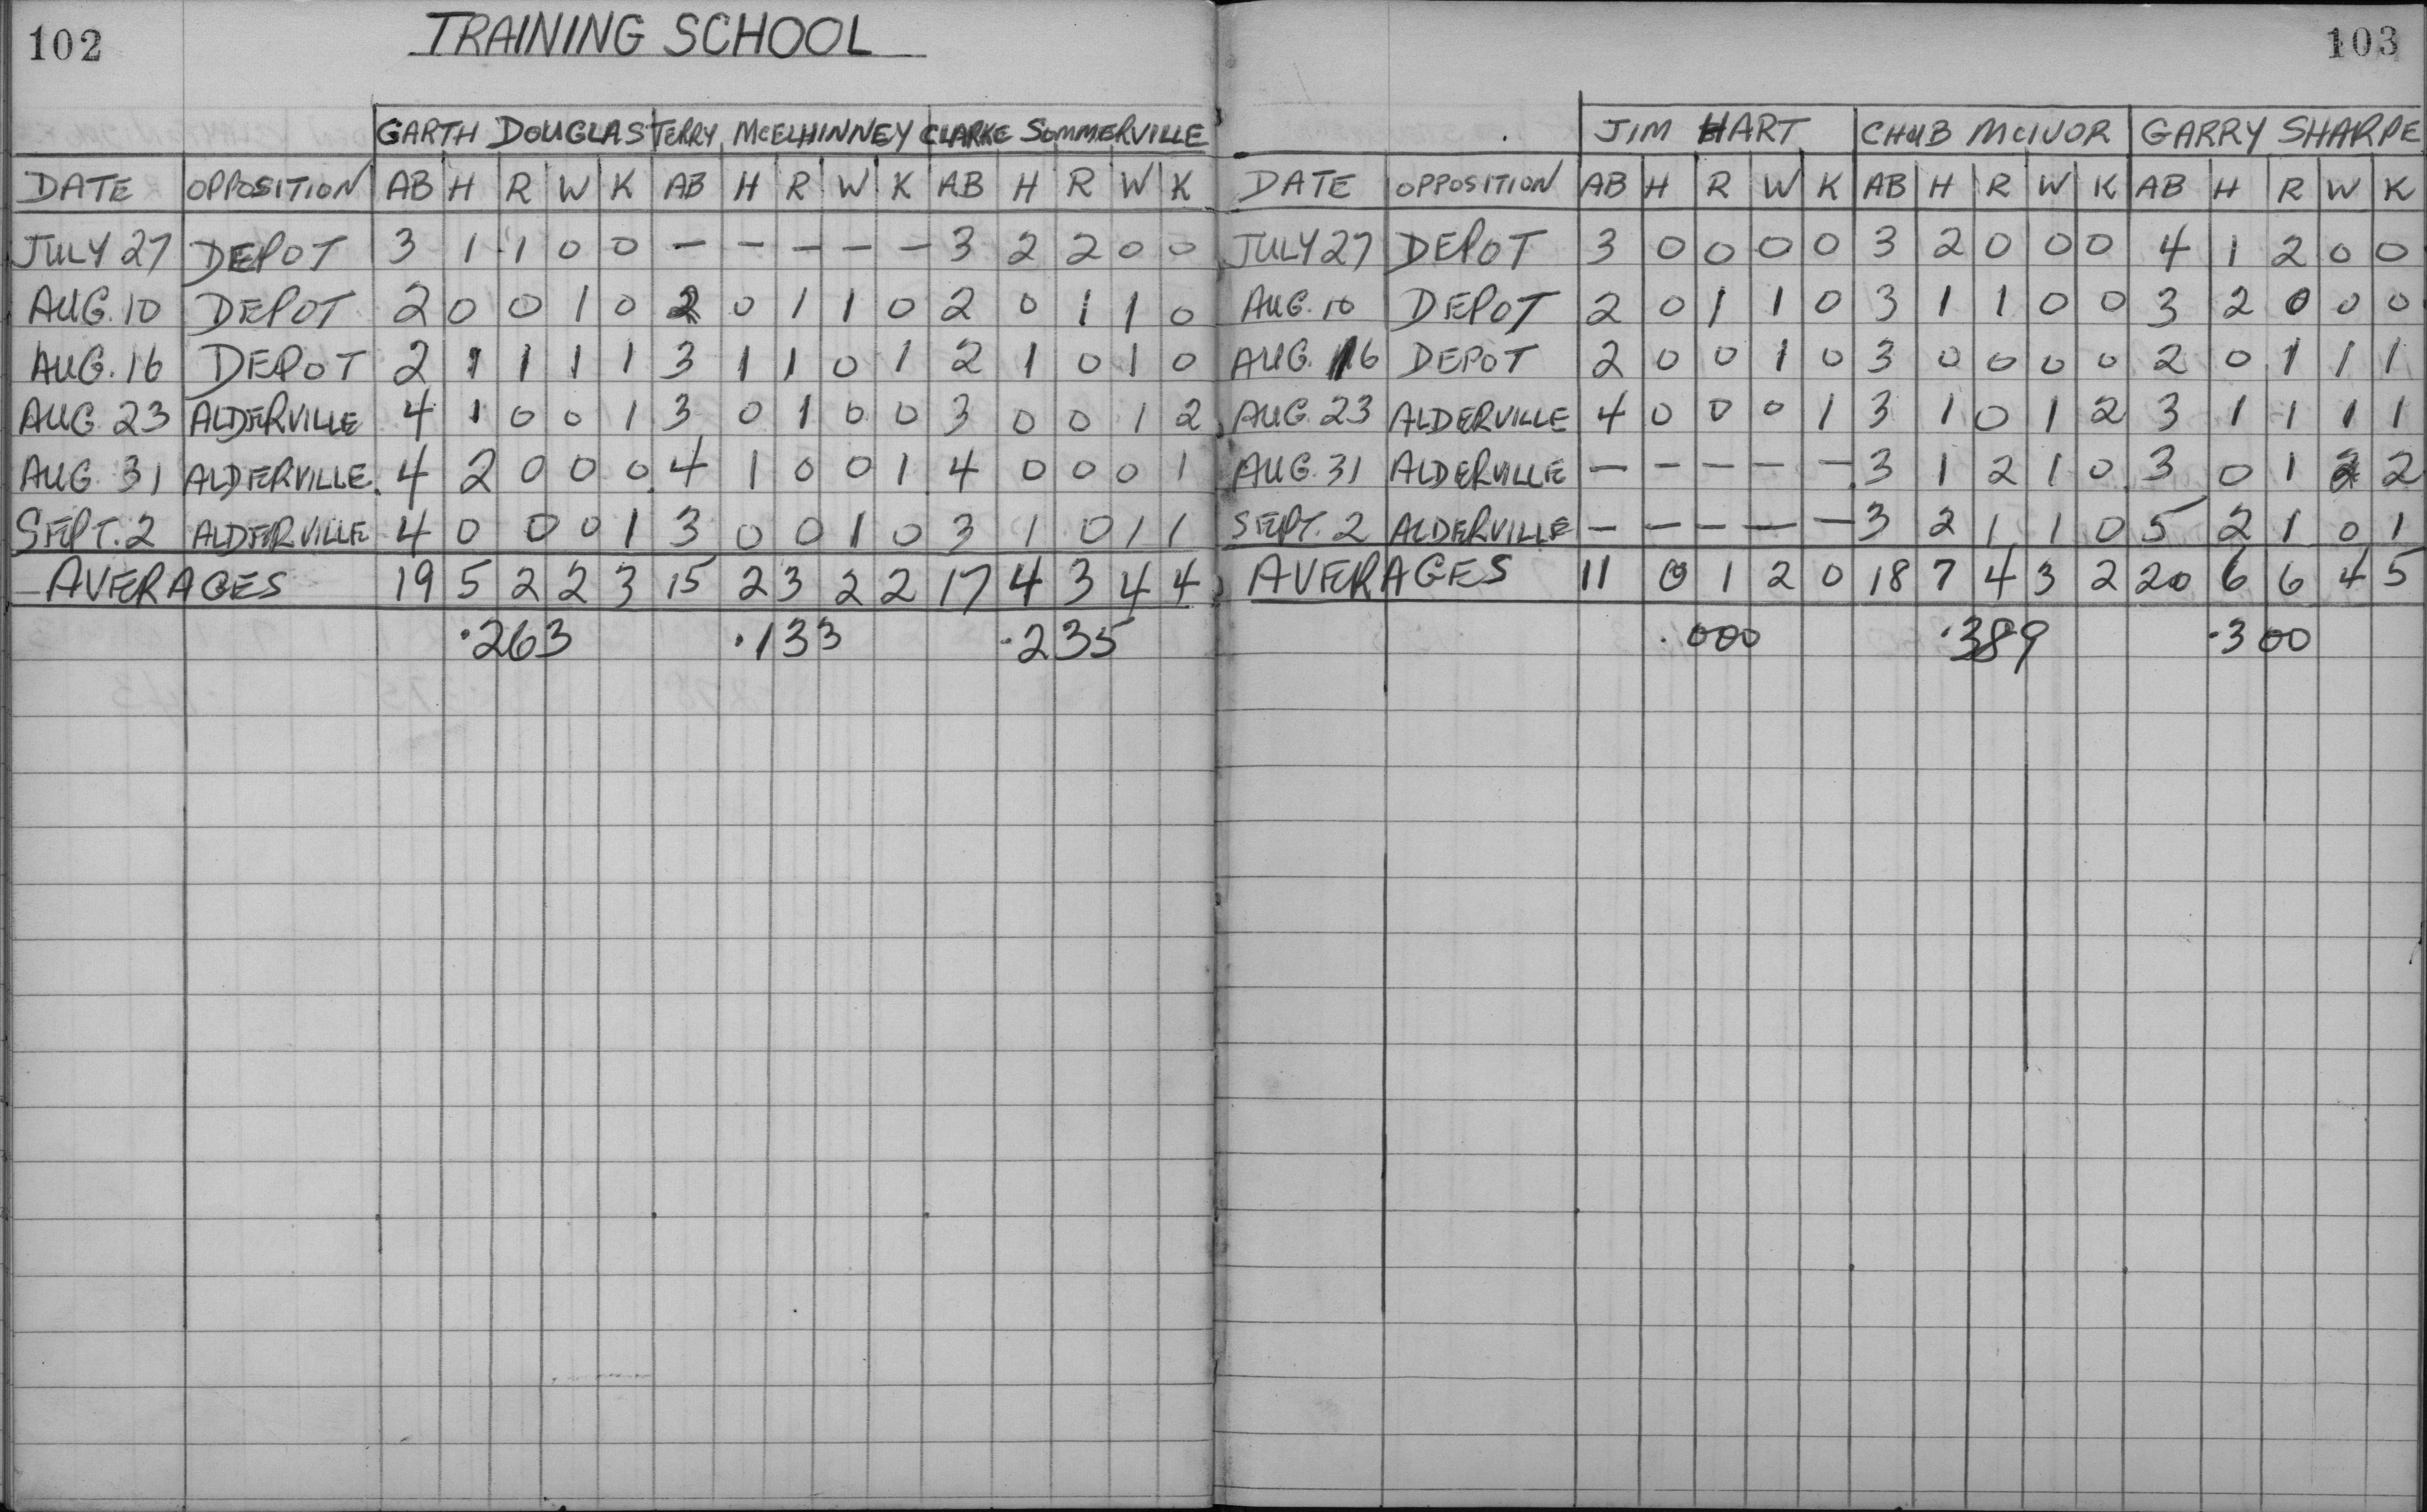 102 TRAINING SCHOOL
GARTH DOUGLAS TERRY MCELHINNEY CLARKE SOMMERVILLE
DATE OPPOSITION AB H R W K AB H R W K AB H R W K
JULY 27 DEPOT 3 1 1 0 0 — — — — — 3 2 2 0 0
AUG. 10 DEPOT 2 0 0 1 0 2 0 1 1 0 2 0 1 1 0
AUG. 16 DEPOT 2 1 1 1 1 3 1 1 0 1 2 1 0 1 0
AUG 23 ALDERVILLE 4 1 0 0 1 3 0 1 0 0 3 0 0 1 2
AUG 31 ALDERVILLE 4 2 0 0 0 4 1 0 0 1 4 0 0 0 1
SEPT. 2 ALDERVILLE 4 0 0 0 1 3 0 0 1 0 3 1 0 1 1
AVERAGES 19 5 2 2 3 15 2 3 2 2 17 4 3 4 4
.263 .133 .235
103
JIM HART CHUB MCIVOR GARRY SHARPE
DATE OPPOSITION AB H R W K AB H R W K AB H R W K
JULY 27 DEPOT 3 0 0 0 0 3 2 0 0 0 4 1 2 0 0
AUG. 10 DEPOT 2 0 1 1 0 3 1 1 0 0 3 2 0 0 0
AUG. 16 DEPOT 2 0 0 1 0 3 0 0 0 0 2 0 1 1 1
AUG 23 ALDERVILLE 4 0 0 0 1 3 1 0 1 2 3 1 1 1 1
AUG. 31 ALDERVILLE — — — — — 3 1 2 1 0 3 0 1 2 2
SEPT. 2 ALDERVILLE — — — — — 3 2 1 1 0 5 2 1 0 1
AVERAGES 11 0 1 2 0 18 7 4 3 2 20 6 6 4 5
.000 .389 .300